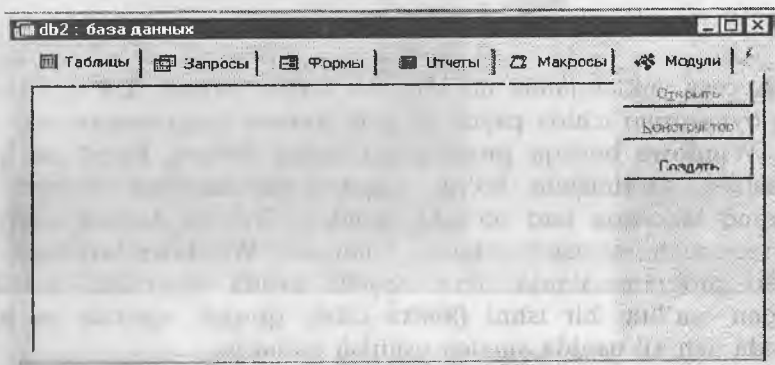 db2 : база данных
Таблицы Запросы Формы Отчеты Макросы Модули
Открыть
Конструктор
Создать